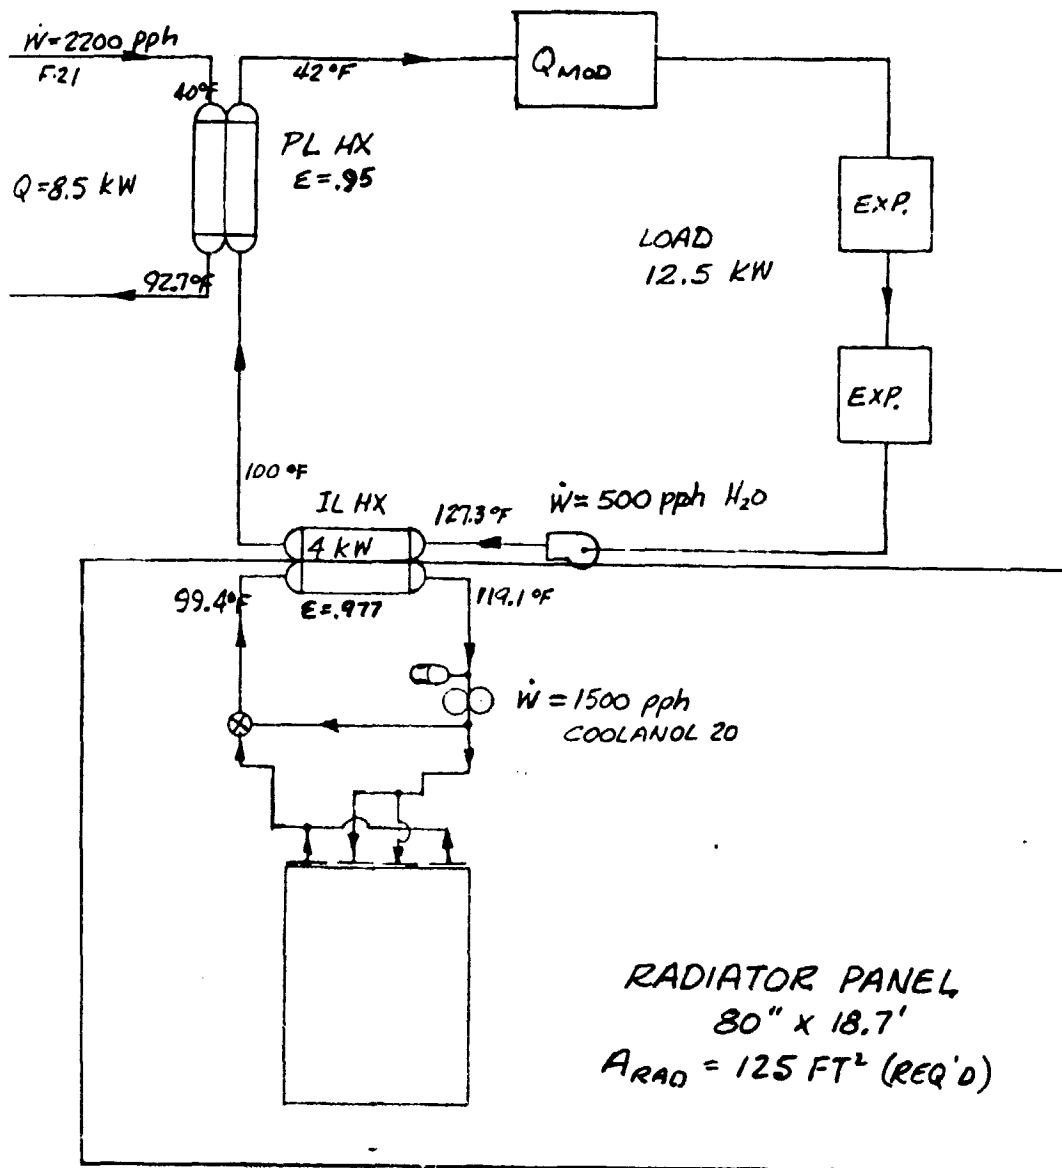 Ẇ=2200 pph
F-21
40°F
42°F
QMOD
PL HX
ε=.95
Q=8.5 KW
92.7°F
EXP.
LOAD
12.5 KW
EXP.
100 °F
IL HX
127.3°F
Ẇ=500 pph H₂O
4 KW
99.4°F
ε=.977
119.1°F
Ẇ=1500 pph
COOLANOL 20
RADIATOR PANEL
80" X 18.7'
ARAD = 125 FT² (REQ'D)